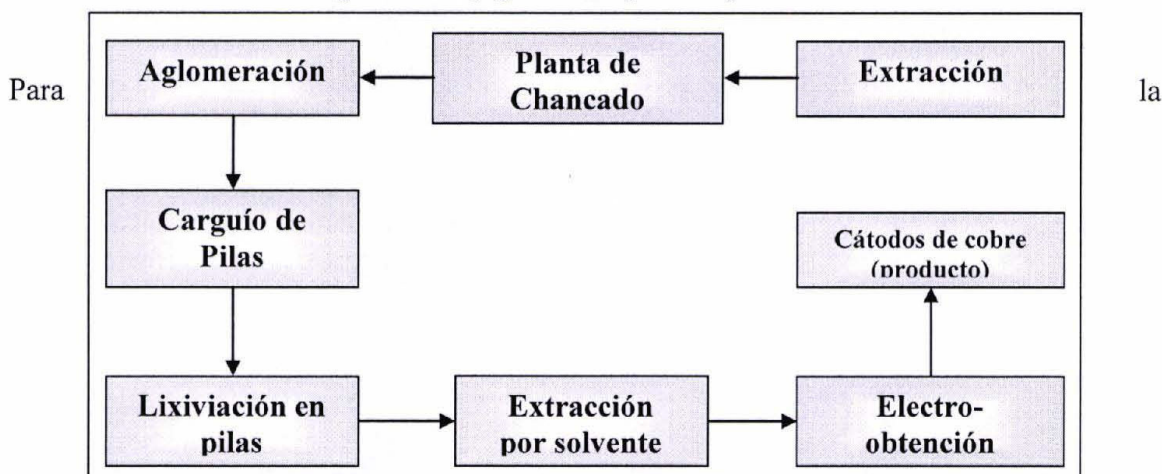 Aglomeración
Planta de
Chancado
Extracción
Para
la
Carguío de
Pilas
Cátodos de cobre
(producto)
Lixiviación en
pilas
Extracción
por solvente
Electro-
obtención